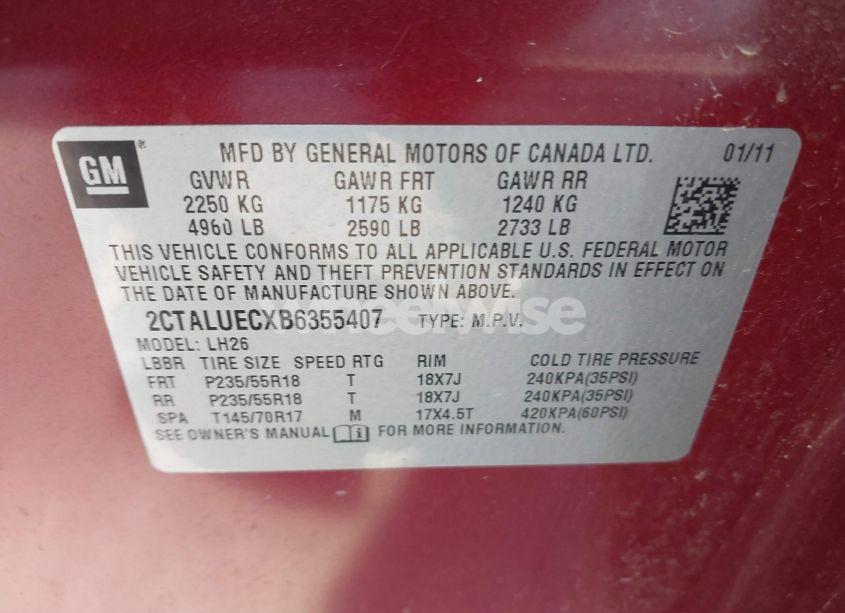 GM
MFD BY GENERAL MOTORS OF CANADA LTD. 01/11
GVWR GAWR FRT GAWR RR
2250 KG 1175 KG 1240 KG
4960 LB 2590 LB 2733 LB
THIS VEHICLE CONFORMS TO ALL APPLICABLE U.S. FEDERAL MOTOR
VEHICLE SAFETY AND THEFT PREVENTION STANDARDS IN EFFECT ON
THE DATE OF MANUFACTURE SHOWN ABOVE.
2CTALUECXB6355407 TYPE: M.P.V.
MODEL: LH26
LBBR TIRE SIZE SPEED RTG RIM COLD TIRE PRESSURE
FRT P235/55R18 T 18X7J 240KPA(35PSI)
RR P235/55R18 T 18X7J 240KPA(35PSI)
SPA T145/70R17 M 17X4.5T 420KPA(60PSI)
SEE OWNER'S MANUAL FOR MORE INFORMATION.